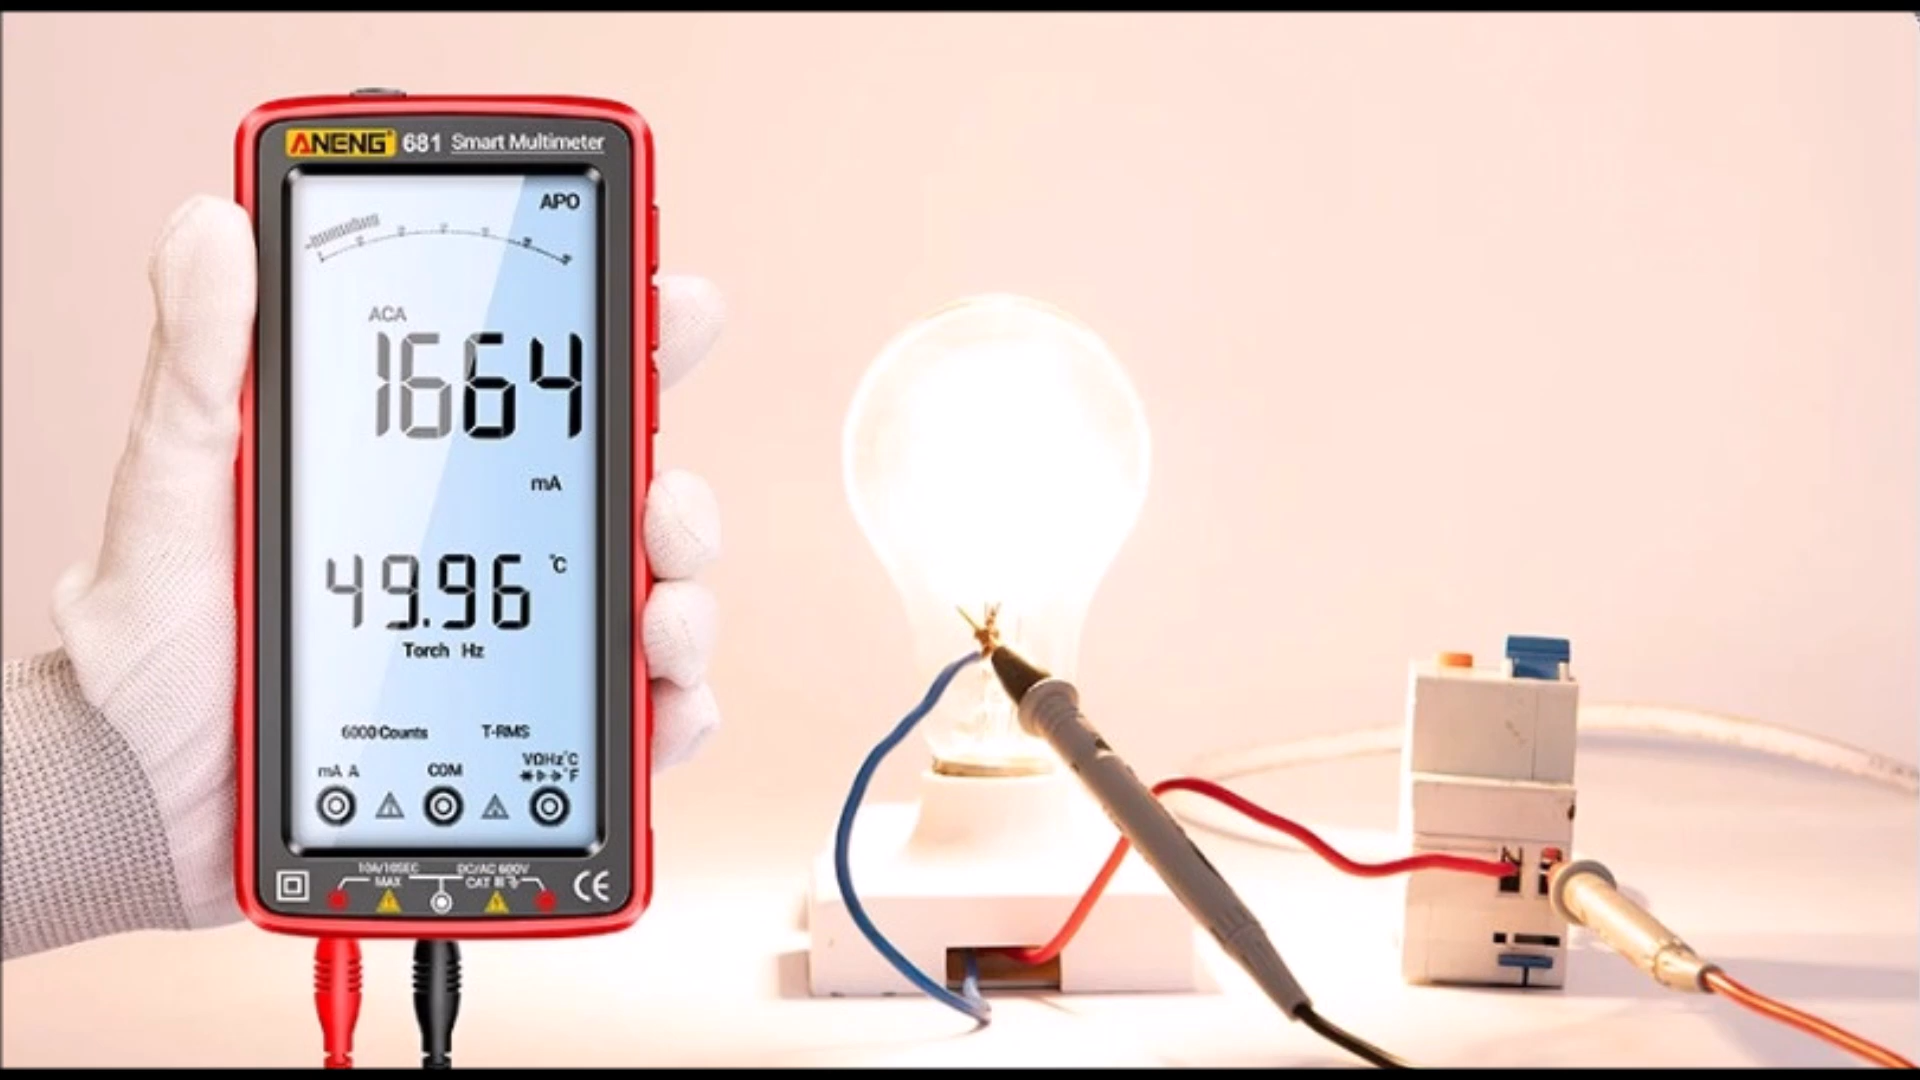 ANENG 681 Smart Multimeter
APO
ACA
1664
mA
49.96 °C
Torch Hz
6000 Counts T-RMS
mA A COM VΩHz°C
°F
10A/10SEC DC/AC 600V
MAX CAT III
CE
N